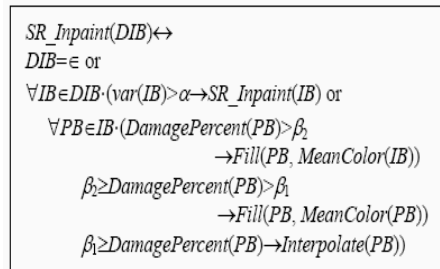 SR_Inpaint(DIB)↔
DIB=∈ or
∀IB∈DIB·(var(IB)>α→SR_Inpaint(IB) or
∀PB∈IB·(DamagePercent(PB)>β₂
→Fill(PB, MeanColor(IB))
β₂≥DamagePercent(PB)>β₁
→Fill(PB, MeanColor(PB))
β₁≥DamagePercent(PB)→Interpolate(PB))